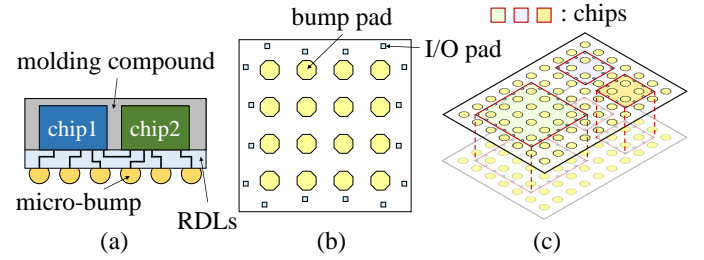 molding compound
chip1
chip2
micro-bump
RDLs
(a)
bump pad
I/O pad
(b)
: chips
(c)